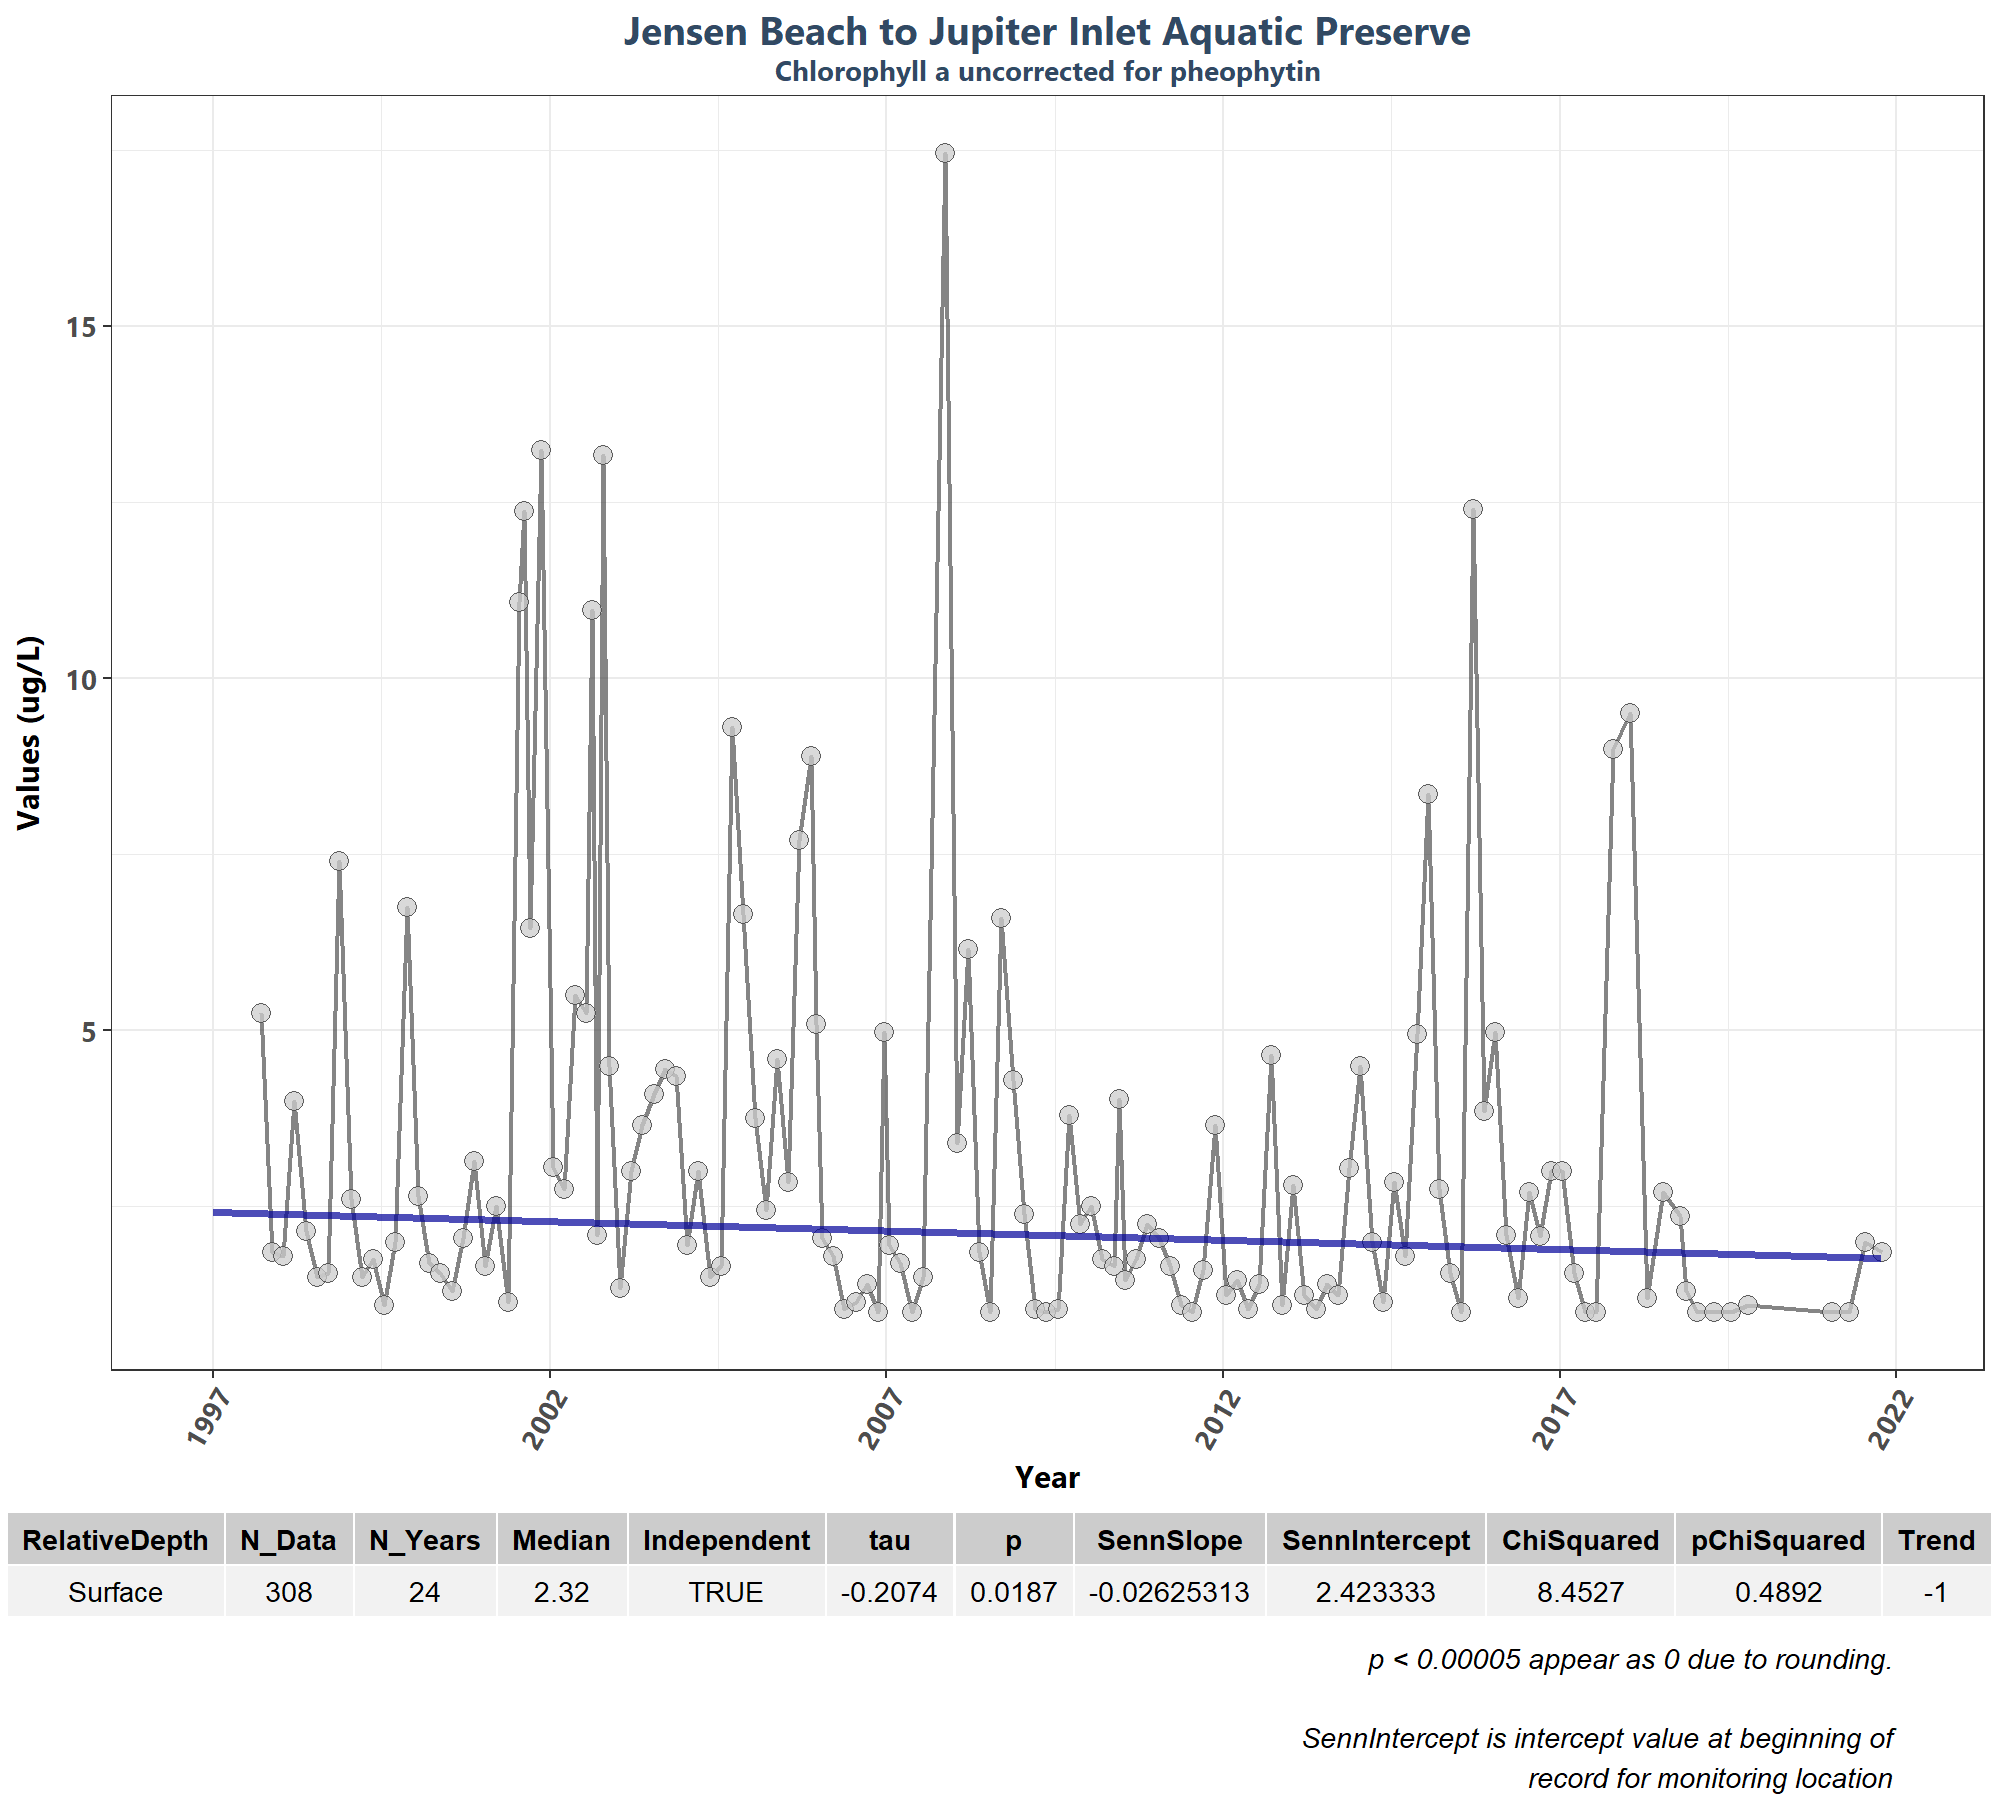 Jensen Beach to Jupiter Inlet Aquatic Preserve
Chlorophyll a uncorrected for pheophytin
Values (ug/L)
15
10
5
1997
2002
2007
2012
2017
2022
Year
RelativeDepth N_Data N_Years Median Independent tau p SennSlope SennIntercept ChiSquared pChiSquared Trend
Surface 308 24 2.32 TRUE -0.2074 0.0187 -0.02625313 2.423333 8.4527 0.4892 -1
p < 0.00005 appear as 0 due to rounding.
SennIntercept is intercept value at beginning of
record for monitoring location